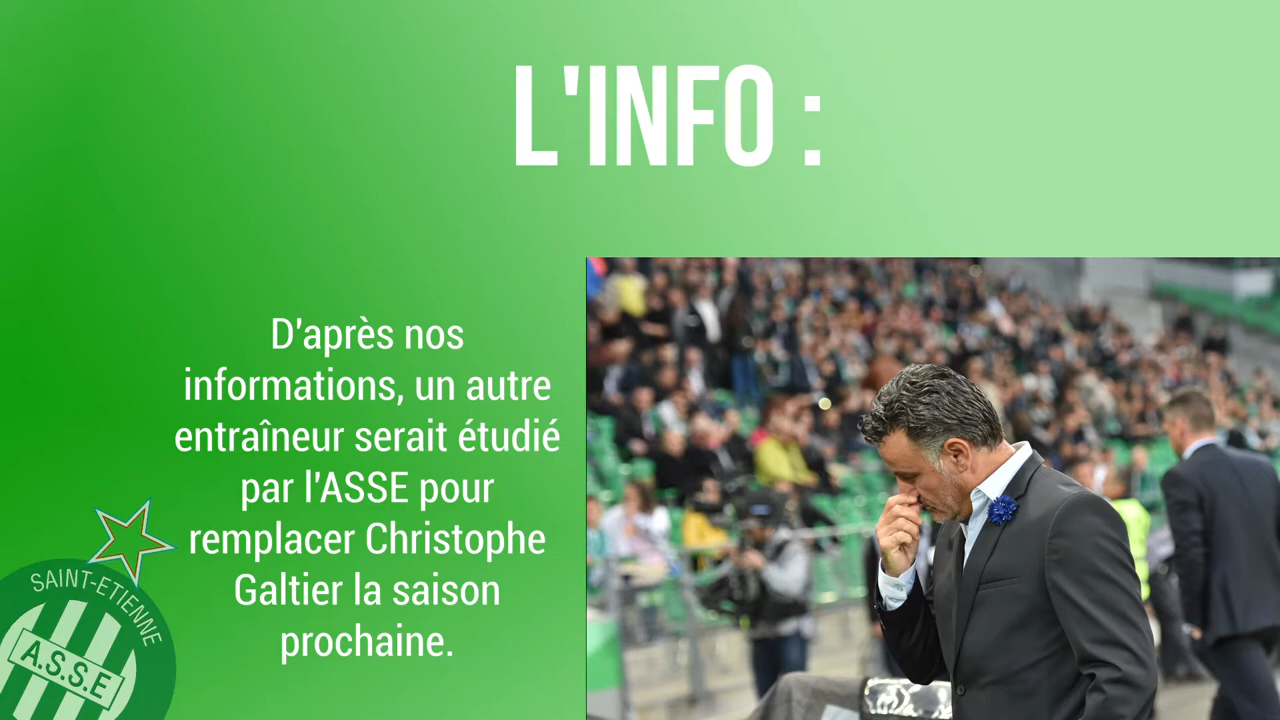 L'INFO :
D'après nos
informations, un autre
entraîneur serait étudié
par l'ASSE pour
remplacer Christophe
Galtier la saison
prochaine.
SAINT-ETIENNE
A.S.S.E